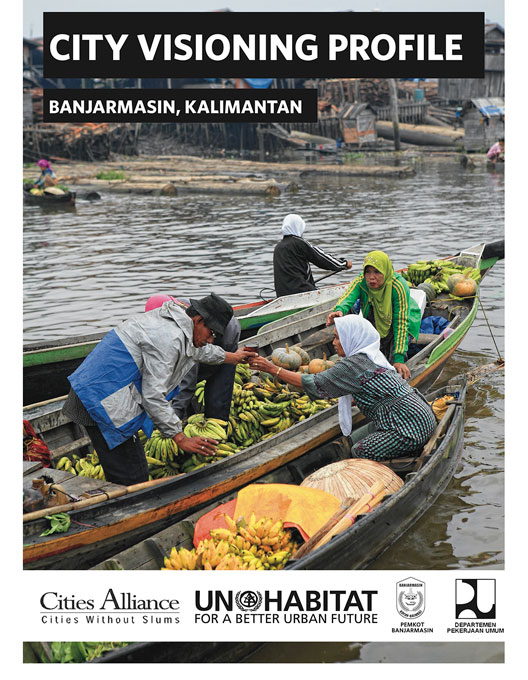 CITY VISIONING PROFILE
BANJARMASIN, KALIMANTAN
Cities Alliance
Cities Without Slums
UN HABITAT
FOR A BETTER URBAN FUTURE
BANJARMASIN
PEMKOT
BANJARMASIN
DEPARTEMEN
PEKERJAAN UMUM